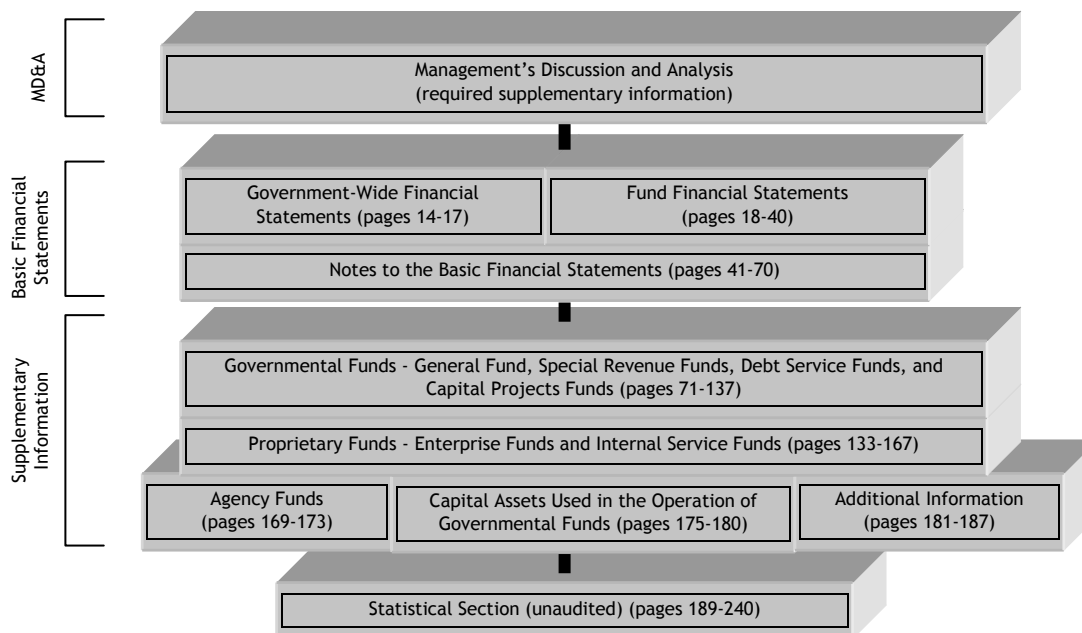 MD&A
Management's Discussion and Analysis
(required supplementary information)
Basic Financial
Statements
Government-Wide Financial
Statements (pages 14-17)
Fund Financial Statements
(pages 18-40)
Notes to the Basic Financial Statements (pages 41-70)
Supplementary
Information
Governmental Funds - General Fund, Special Revenue Funds, Debt Service Funds, and
Capital Projects Funds (pages 71-137)
Proprietary Funds - Enterprise Funds and Internal Service Funds (pages 133-167)
Agency Funds
(pages 169-173)
Capital Assets Used in the Operation of
Governmental Funds (pages 175-180)
Additional Information
(pages 181-187)
Statistical Section (unaudited) (pages 189-240)